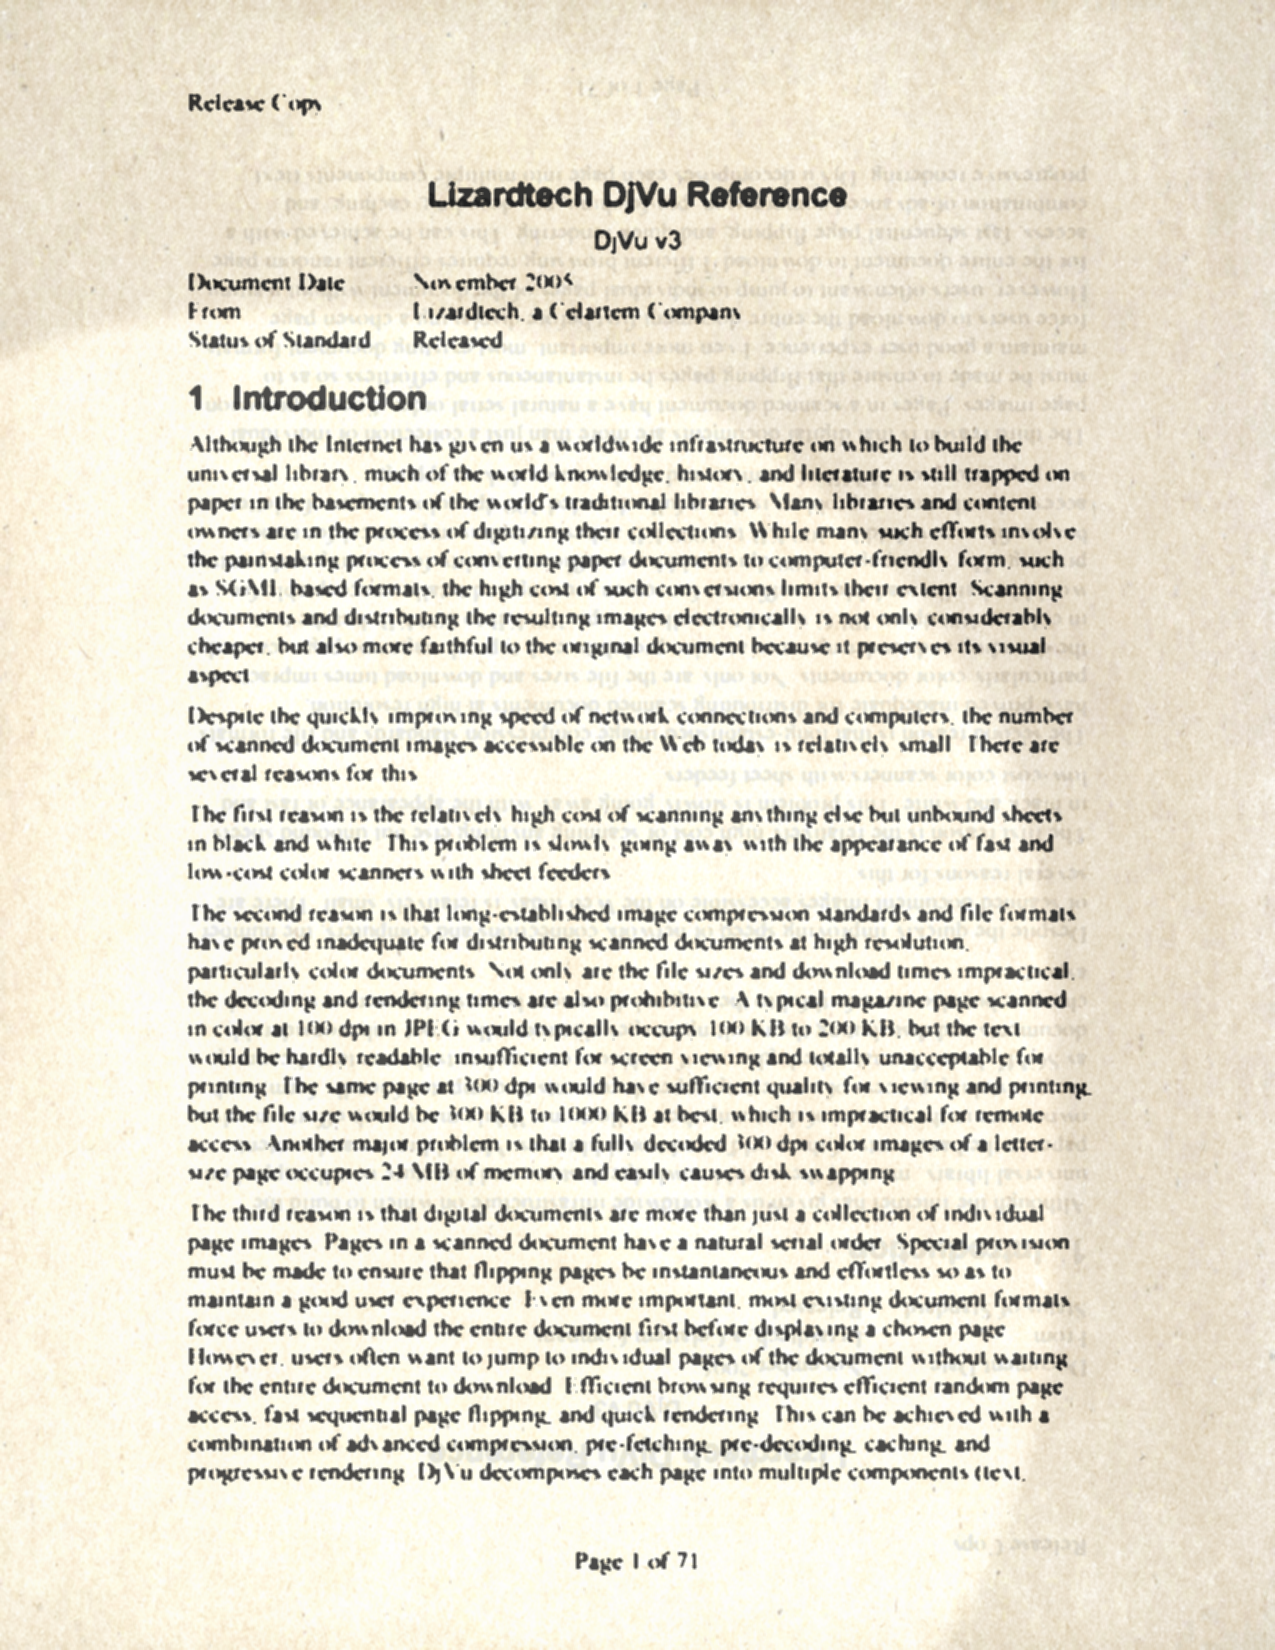 Release Copy
Lizardtech DjVu Reference
DjVu v3
Document Date November 2005
From Lizardtech, a Celartem Company
Status of Standard Released
1 Introduction
Although the Internet has given us a worldwide infrastructure on which to build the
universal library, much of the world knowledge, history, and literature is still trapped on
paper in the basements of the world's traditional libraries. Many libraries and content
owners are in the process of digitizing their collections. While many such efforts involve
the painstaking process of converting paper documents to computer-friendly form, such
as SGML based formats, the high cost of such conversions limits their extent. Scanning
documents and distributing the resulting images electronically is not only considerably
cheaper, but also more faithful to the original document because it preserves its visual
aspect.
Despite the quickly improving speed of network connections and computers, the number
of scanned document images accessible on the Web today is relatively small. There are
several reasons for this.
The first reason is the relatively high cost of scanning anything else but unbound sheets
in black and white. This problem is slowly going away with the appearance of fast and
low-cost color scanners with sheet feeders.
The second reason is that long-established image compression standards and file formats
have proved inadequate for distributing scanned documents at high resolution,
particularly color documents. Not only are the file sizes and download times impractical,
the decoding and rendering times are also prohibitive. A typical magazine page scanned
in color at 100 dpi in JPEG would typically occupy 100 KB to 200 KB, but the text
would be hardly readable: insufficient for screen viewing and totally unacceptable for
printing. The same page at 300 dpi would have sufficient quality for viewing and printing,
but the file size would be 300 KB to 1000 KB at best, which is impractical for remote
access. Another major problem is that a fully decoded 300 dpi color images of a letter-
size page occupies 24 MB of memory and easily causes disk swapping.
The third reason is that digital documents are more than just a collection of individual
page images. Pages in a scanned document have a natural serial order. Special provision
must be made to ensure that flipping pages be instantaneous and effortless so as to
maintain a good user experience. Even more important, most existing document formats
force users to download the entire document first before displaying a chosen page.
However, users often want to jump to individual pages of the document without waiting
for the entire document to download. Efficient browsing requires efficient random page
access, fast sequential page flipping, and quick rendering. This can be achieved with a
combination of advanced compression, pre-fetching, pre-decoding, caching, and
progressive rendering. DjVu decomposes each page into multiple components (text,
Page 1 of 71